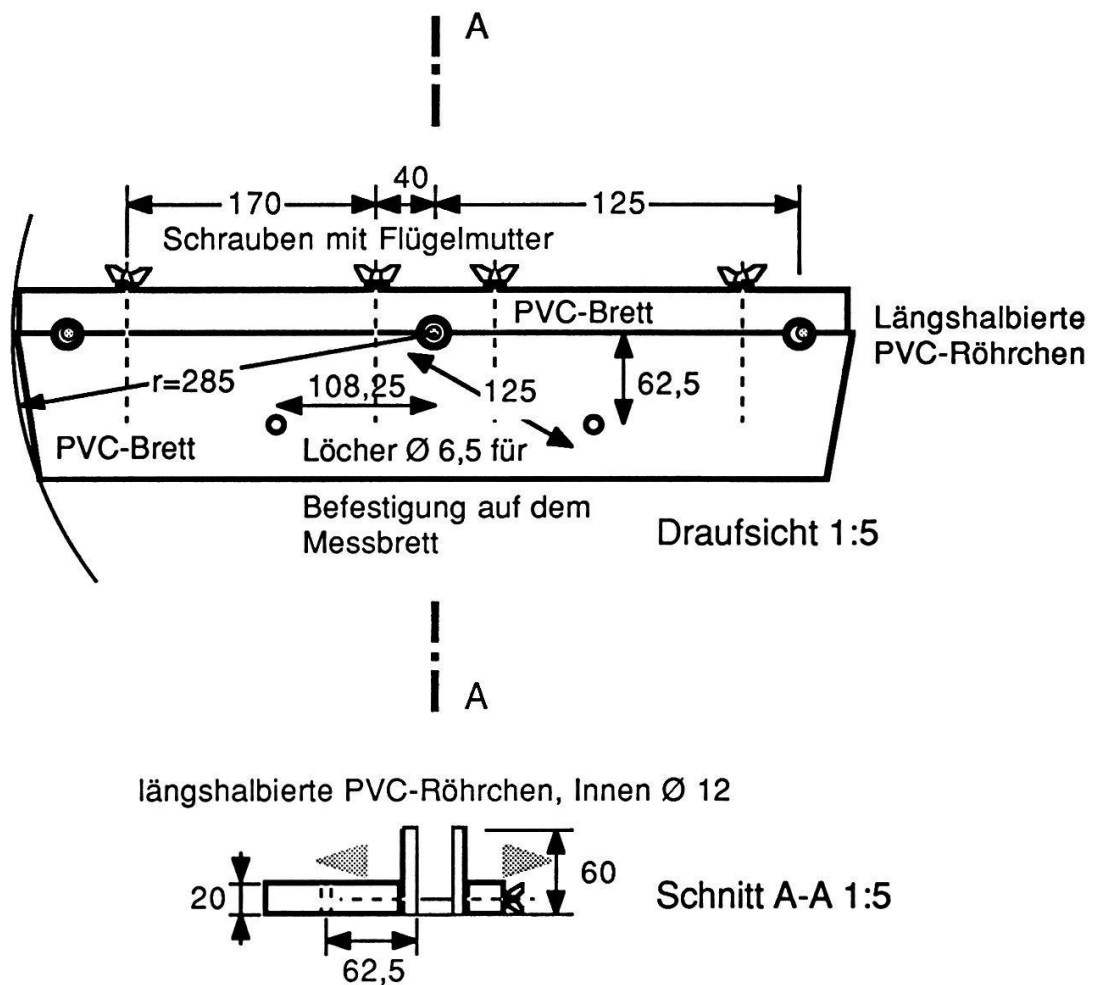 A
170
40
125
Schrauben mit Flügelmutter
PVC-Brett
Längshalbierte
PVC-Röhrchen
r=285
108,25
125
62,5
PVC-Brett
Löcher Ø 6,5 für
Befestigung auf dem
Messbrett
Draufsicht 1:5
A
längshalbierte PVC-Röhrchen, Innen Ø 12
20
60
Schnitt A-A 1:5
62,5